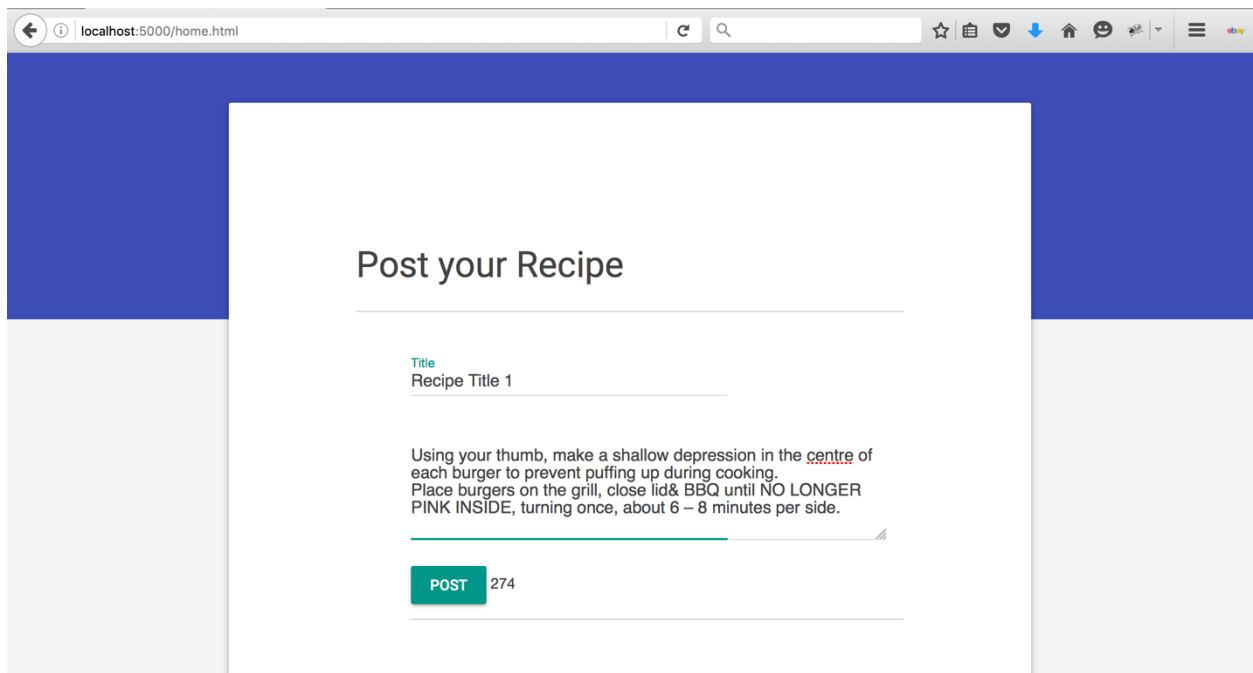 localhost:5000/home.html
ebay
Post your Recipe
Title
Recipe Title 1
Using your thumb, make a shallow depression in the centre of
each burger to prevent puffing up during cooking.
Place burgers on the grill, close lid& BBQ until NO LONGER
PINK INSIDE, turning once, about 6 – 8 minutes per side.
POST 274